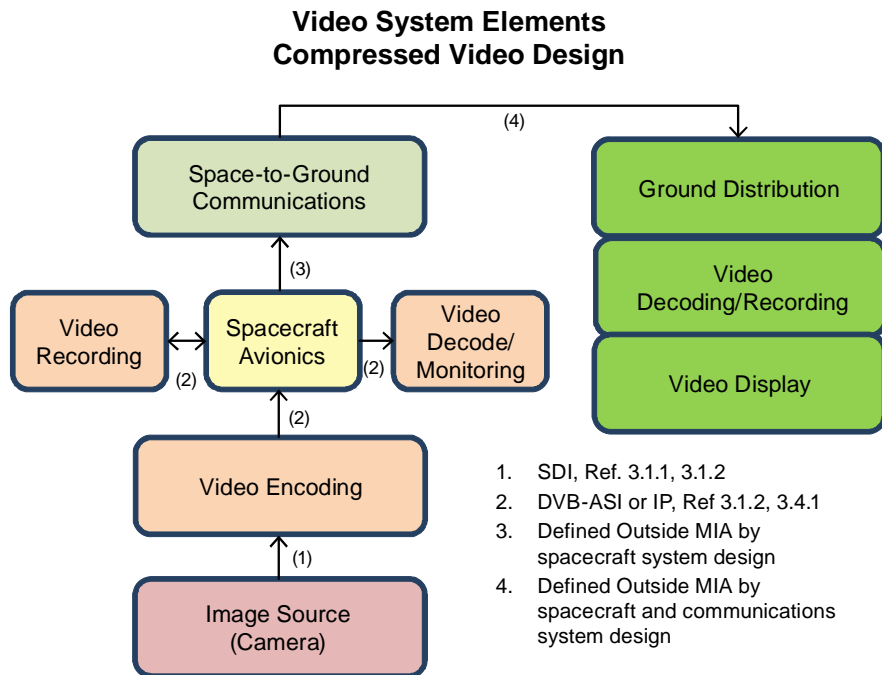 Video System Elements
Compressed Video Design
(4)
Space-to-Ground
Communications
Ground Distribution
(3)
Video
Decoding/Recording
Video
Recording
(2)
Spacecraft
Avionics
(2)
Video
Decode/
Monitoring
Video Display
(2)
Video Encoding
(1)
Image Source
(Camera)
1. SDI, Ref. 3.1.1, 3.1.2
2. DVB-ASI or IP, Ref 3.1.2, 3.4.1
3. Defined Outside MIA by
spacecraft system design
4. Defined Outside MIA by
spacecraft and communications
system design